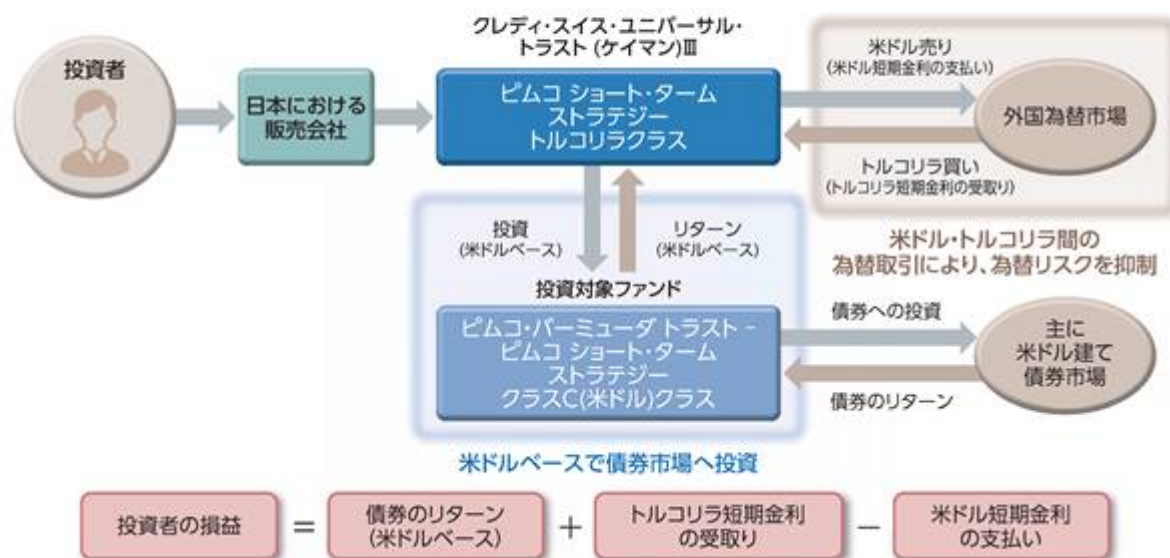 クレディ・スイス・ユニバーサル・
トラスト(ケイマン)Ⅲ
投資者
日本における
販売会社
ピムコ ショート・ターム
ストラテジー
トルコリラクラス
米ドル売り
(米ドル短期金利の支払い)
外国為替市場
トルコリラ買い
(トルコリラ短期金利の受取り)
米ドル・トルコリラ間の
為替取引により、為替リスクを抑制
投資
(米ドルベース)
リターン
(米ドルベース)
投資対象ファンド
ピムコ・バーミューダ トラスト -
ピムコ ショート・ターム
ストラテジー
クラスC(米ドル)クラス
債券への投資
主に
米ドル建て
債券市場
債券のリターン
米ドルベースで債券市場へ投資
投資者の損益
=
債券のリターン
(米ドルベース)
+
トルコリラ短期金利
の受取り
−
米ドル短期金利
の支払い